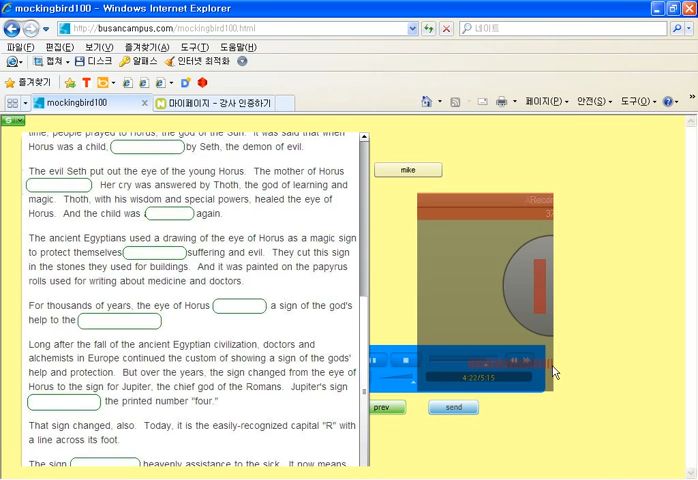 mockingbird100 - Windows Internet Explorer
http://busancampus.com/mockingbird100.html
네이트
파일(F) 편집(E) 보기(V) 즐겨찾기(A) 도구(T) 도움말(H)
캡쳐 디스크 알패스 인터넷 최적화
즐겨찾기
mockingbird100
마이페이지 - 강사 인증하기
페이지(P) 안전(S) 도구(O)
time, people prayed to Horus, the god of the Sun. It was said that when
Horus was a child, by Seth, the demon of evil.
The evil Seth put out the eye of the young Horus. The mother of Horus
Her cry was answered by Thoth, the god of learning and
magic. Thoth, with his wisdom and special powers, healed the eye of
Horus. And the child was again.
The ancient Egyptians used a drawing of the eye of Horus as a magic sign
to protect themselves suffering and evil. They cut this sign
in the stones they used for buildings. And it was painted on the papyrus
rolls used for writing about medicine and doctors.
For thousands of years, the eye of Horus a sign of the god's
help to the
Long after the fall of the ancient Egyptian civilization, doctors and
alchemists in Europe continued the custom of showing a sign of the gods'
help and protection. But over the years, the sign changed from the eye of
Horus to the sign for Jupiter, the chief god of the Romans. Jupiter's sign
the printed number "four."
That sign changed, also. Today, it is the easily-recognized capital "R" with
a line across its foot.
The sign heavenly assistance to the sick. It now means
mike
4:22/5:15
prev send